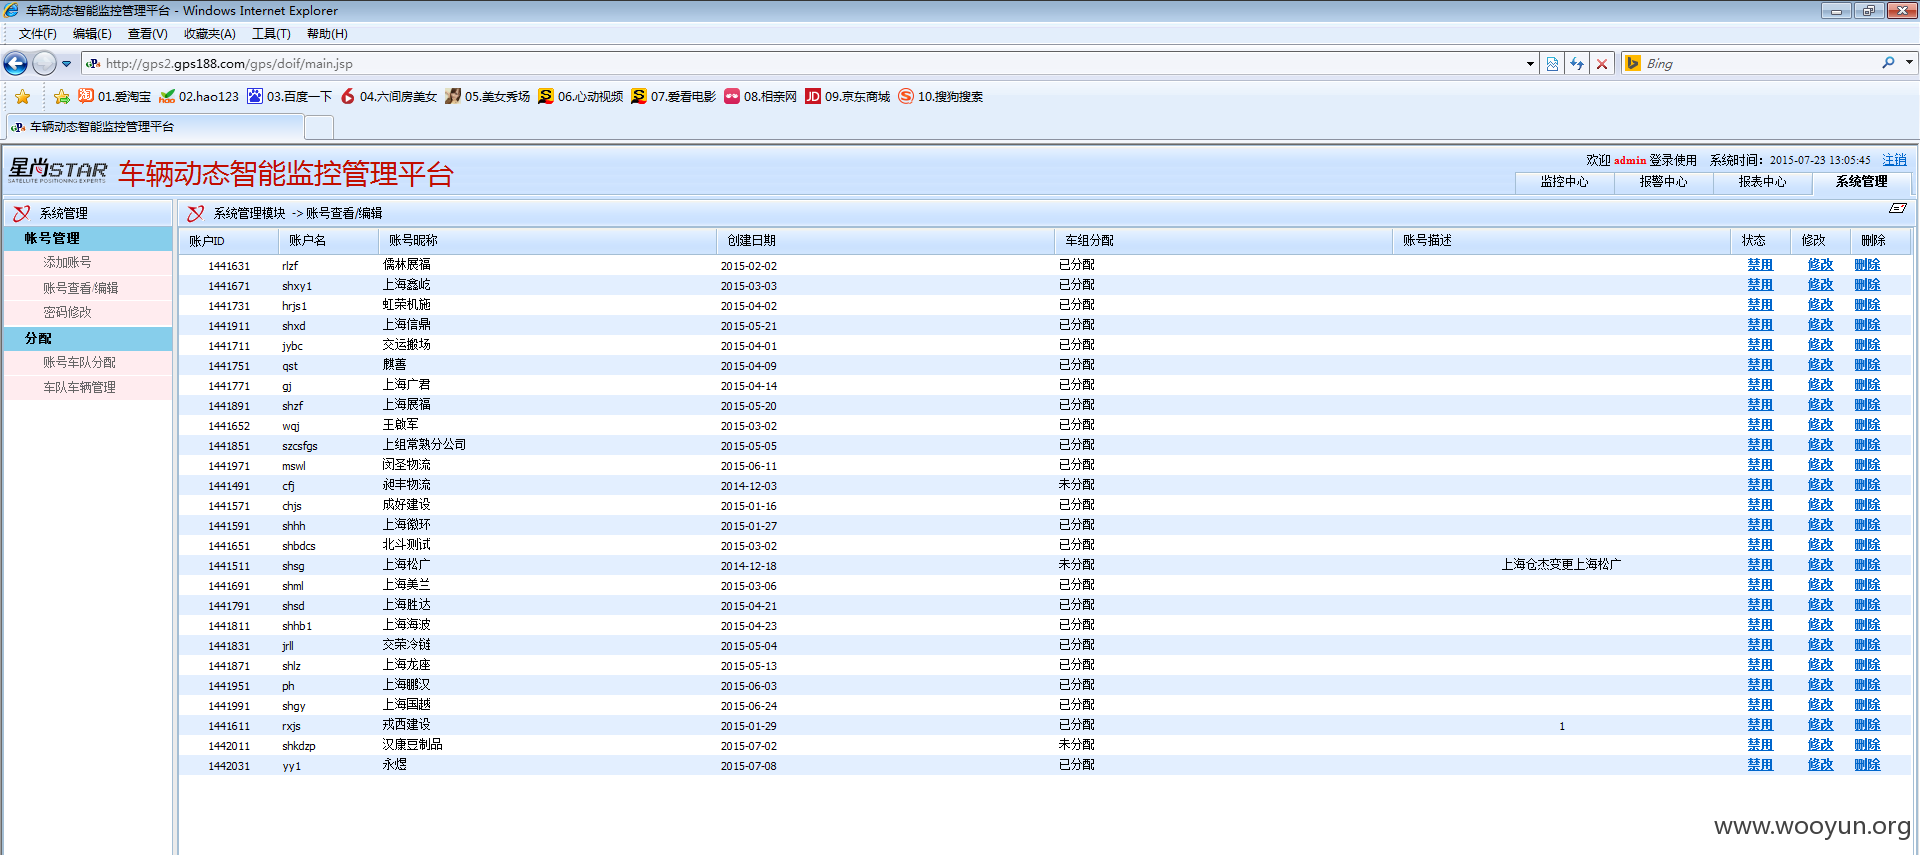 车辆动态智能监控管理平台 - Windows Internet Explorer
文件(F) 编辑(E) 查看(V) 收藏夹(A) 工具(T) 帮助(H)
http://gps2.gps188.com/gps/doif/main.jsp Bing
01.爱淘宝 02.hao123 03.百度一下 04.六间房美女 05.美女秀场 06.心动视频 07.爱看电影 08.相亲网 09.京东商城 10.搜狗搜索
车辆动态智能监控管理平台
星尚STAR 车辆动态智能监控管理平台
SATELLITE POSITIONING EXPERTS
欢迎 admin 登录使用 系统时间: 2015-07-23 13:05:45 注销
监控中心 报警中心 报表中心 系统管理
系统管理
帐号管理
添加账号
账号查看/编辑
密码修改
分配
账号车队分配
车队车辆管理
系统管理模块 -> 账号查看/编辑
账户ID 账户名 账号昵称 创建日期 车组分配 账号描述 状态 修改 删除
1441631 rlzf 儒林展福 2015-02-02 已分配 禁用 修改 删除
1441671 shxy1 上海鑫屹 2015-03-03 已分配 禁用 修改 删除
1441731 hrjs1 虹荣机施 2015-04-02 已分配 禁用 修改 删除
1441911 shxd 上海信鼎 2015-05-21 已分配 禁用 修改 删除
1441711 jybc 交运搬场 2015-04-01 已分配 禁用 修改 删除
1441751 qst 麒善 2015-04-09 已分配 禁用 修改 删除
1441771 gj 上海广君 2015-04-14 已分配 禁用 修改 删除
1441891 shzf 上海展福 2015-05-20 已分配 禁用 修改 删除
1441652 wqj 王啟军 2015-03-02 已分配 禁用 修改 删除
1441851 szcsfgs 上组常熟分公司 2015-05-05 已分配 禁用 修改 删除
1441971 mswl 闵圣物流 2015-06-11 已分配 禁用 修改 删除
1441491 cfj 昶丰物流 2014-12-03 未分配 禁用 修改 删除
1441571 chjs 成好建设 2015-01-16 已分配 禁用 修改 删除
1441591 shhh 上海徽环 2015-01-27 已分配 禁用 修改 删除
1441651 shbdcs 北斗测试 2015-03-02 已分配 禁用 修改 删除
1441511 shsg 上海松广 2014-12-18 未分配 上海仓杰变更上海松广 禁用 修改 删除
1441691 shml 上海美兰 2015-03-06 已分配 禁用 修改 删除
1441791 shsd 上海胜达 2015-04-21 已分配 禁用 修改 删除
1441811 shhb1 上海海波 2015-04-23 已分配 禁用 修改 删除
1441831 jrll 交荣冷链 2015-05-04 已分配 禁用 修改 删除
1441871 shlz 上海龙座 2015-05-13 已分配 禁用 修改 删除
1441951 ph 上海鹏汉 2015-06-03 已分配 禁用 修改 删除
1441991 shgy 上海国越 2015-06-24 已分配 禁用 修改 删除
1441611 rxjs 戎西建设 2015-01-29 已分配 1 禁用 修改 删除
1442011 shkdzp 汉康豆制品 2015-07-02 未分配 禁用 修改 删除
1442031 yy1 永煜 2015-07-08 已分配 禁用 修改 删除
www.wooyun.org